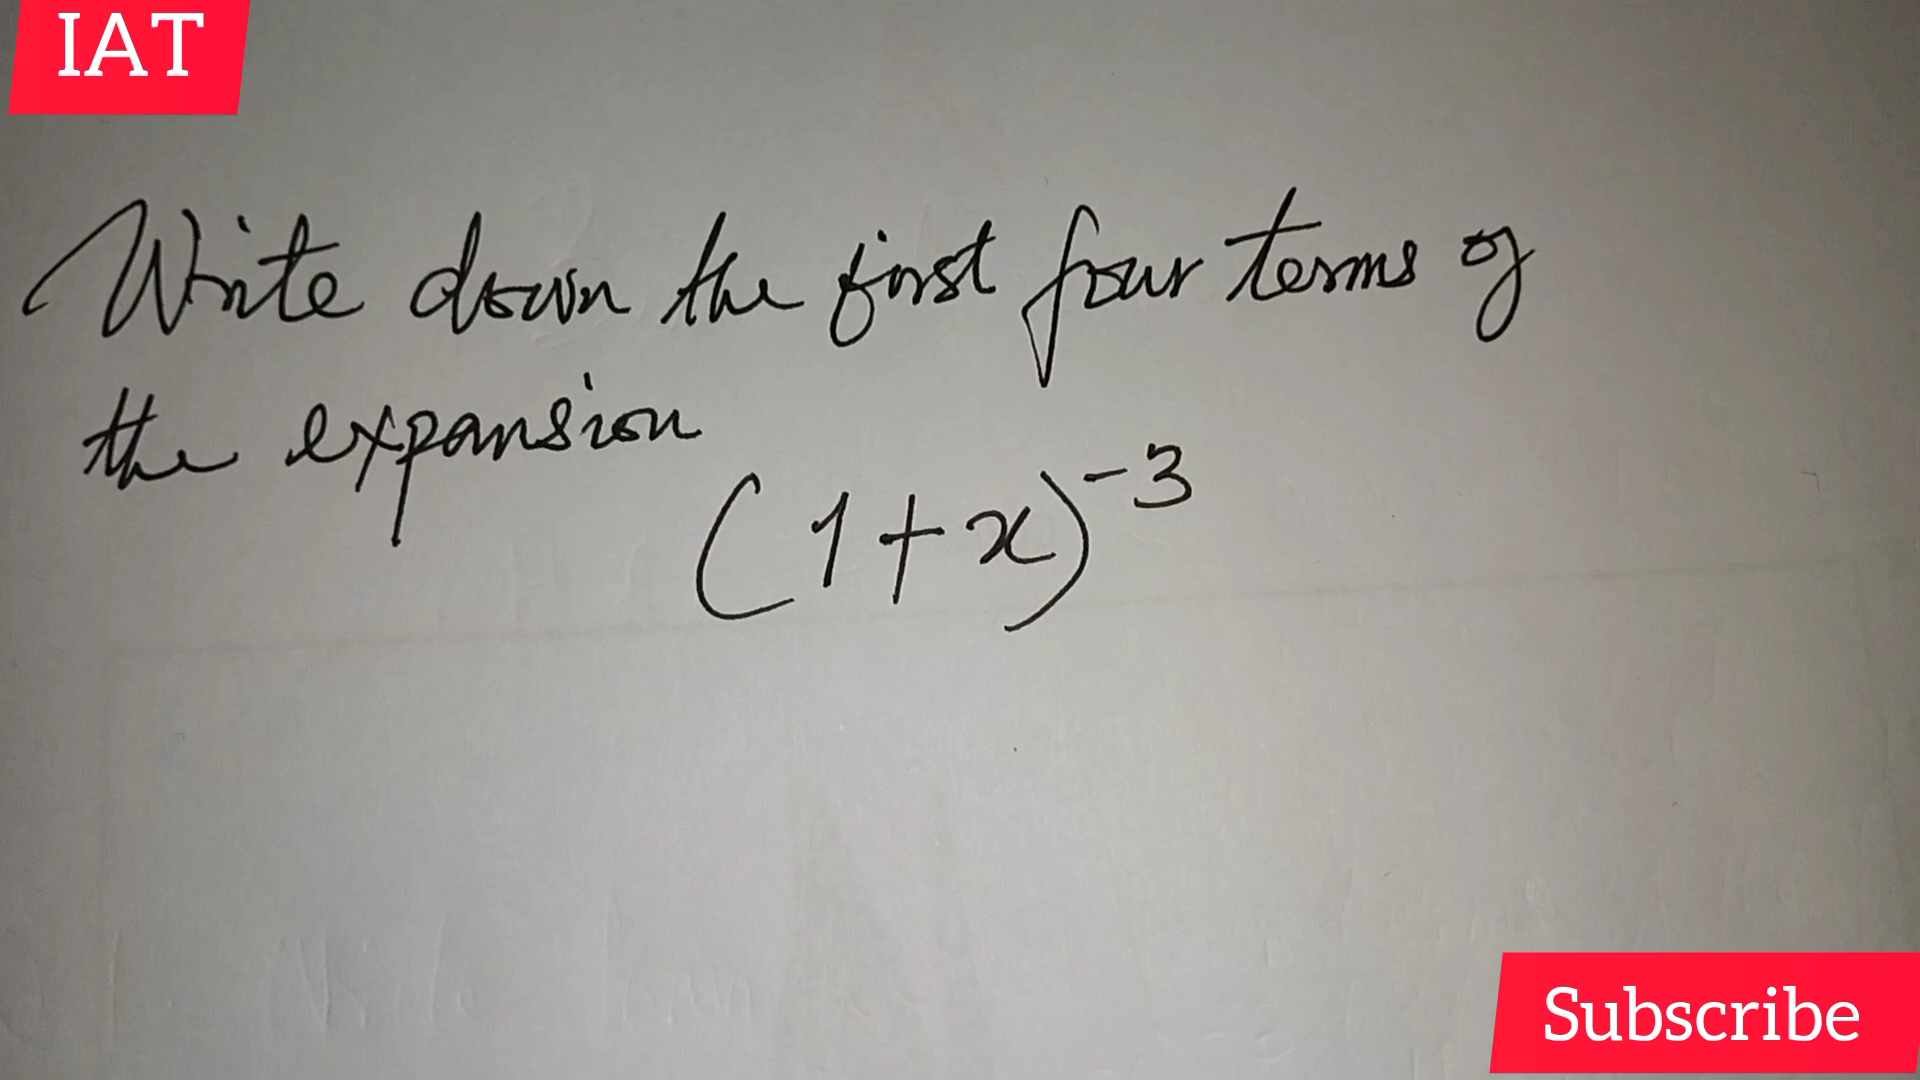 IAT
Write down the first four terms of
the expansion
(1+x)⁻³
Subscribe